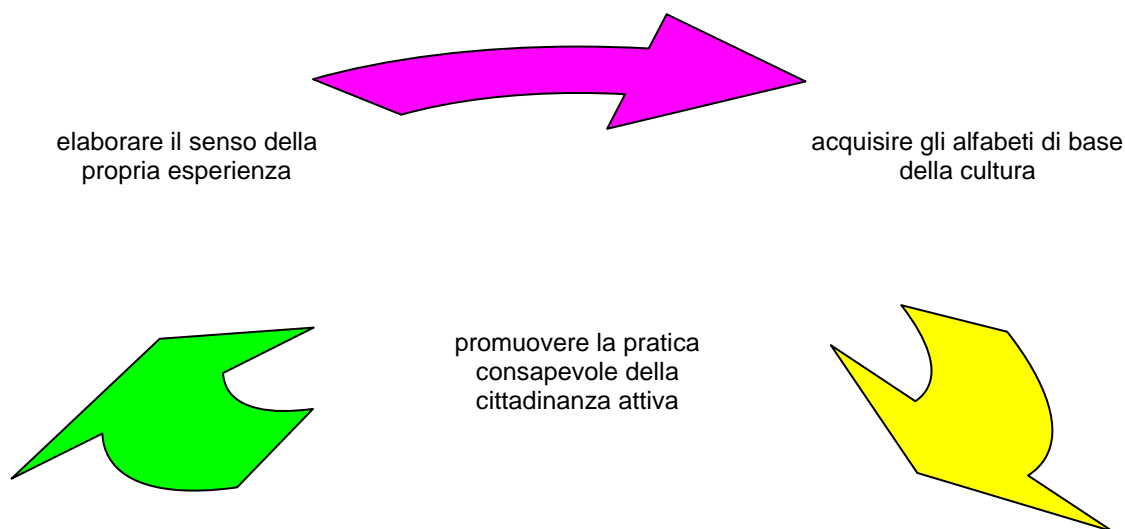 elaborare il senso della
propria esperienza
acquisire gli alfabeti di base
della cultura
promuovere la pratica
consapevole della
cittadinanza attiva